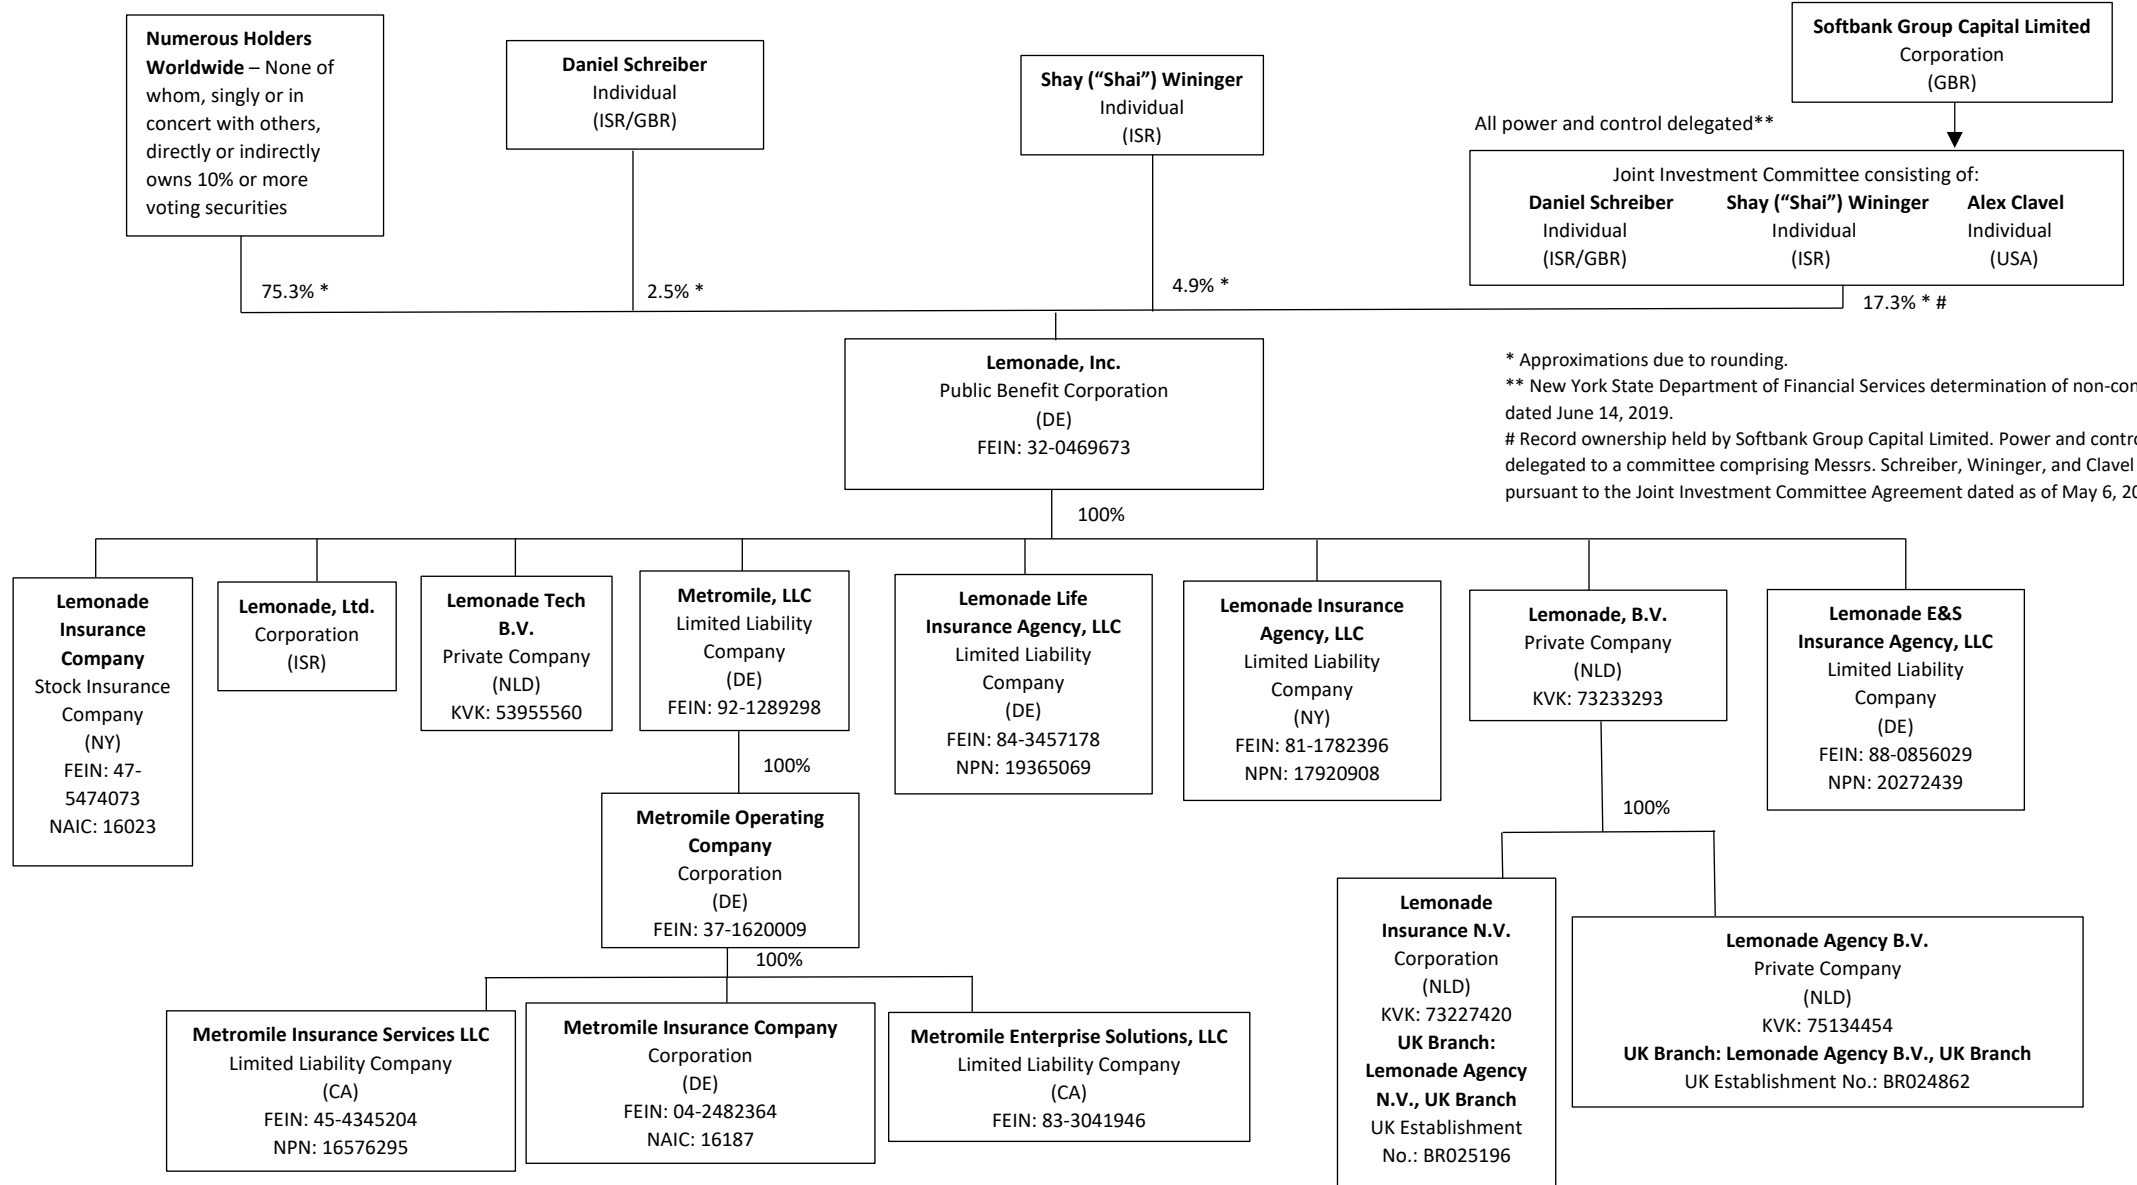 Numerous Holders
Worldwide – None of
whom, singly or in
concert with others,
directly or indirectly
owns 10% or more
voting securities
Daniel Schreiber
Individual
(ISR/GBR)
Shay (“Shai”) Wininger
Individual
(ISR)
Softbank Group Capital Limited
Corporation
(GBR)
All power and control delegated**
Joint Investment Committee consisting of:
Daniel Schreiber Shay (“Shai”) Wininger Alex Clavel
Individual Individual Individual
(ISR/GBR) (ISR) (USA)
75.3% *
2.5% *
4.9% *
17.3% * #
Lemonade, Inc.
Public Benefit Corporation
(DE)
FEIN: 32-0469673
* Approximations due to rounding.
** New York State Department of Financial Services determination of
dated June 14, 2019.
# Record ownership held by Softbank Group Capital Limited. Power and
delegated to a committee comprising Messrs. Schreiber, Wininger, and Clavel
pursuant to the Joint Investment Committee Agreement dated as of May 6,
100%
Lemonade
Insurance
Company
Stock Insurance
Company
(NY)
FEIN: 47-
5474073
NAIC: 16023
Lemonade, Ltd.
Corporation
(ISR)
Lemonade Tech
B.V.
Private Company
(NLD)
KVK: 53955560
Metromile, LLC
Limited Liability
Company
(DE)
FEIN: 92-1289298
Lemonade Life
Insurance Agency, LLC
Limited Liability
Company
(DE)
FEIN: 84-3457178
NPN: 19365069
Lemonade Insurance
Agency, LLC
Limited Liability
Company
(NY)
FEIN: 81-1782396
NPN: 17920908
Lemonade, B.V.
Private Company
(NLD)
KVK: 73233293
Lemonade E&S
Insurance Agency, LLC
Limited Liability
Company
(DE)
FEIN: 88-0856029
NPN: 20272439
100%
Metromile Operating
Company
Corporation
(DE)
FEIN: 37-1620009
100%
Metromile Insurance Services LLC
Limited Liability Company
(CA)
FEIN: 45-4345204
NPN: 16576295
Metromile Insurance Company
Corporation
(DE)
FEIN: 04-2482364
NAIC: 16187
Metromile Enterprise Solutions, LLC
Limited Liability Company
(CA)
FEIN: 83-3041946
100%
Lemonade
Insurance N.V.
Corporation
(NLD)
KVK: 73227420
UK Branch:
Lemonade Agency
N.V., UK Branch
UK Establishment
No.: BR025196
Lemonade Agency B.V.
Private Company
(NLD)
KVK: 75134454
UK Branch: Lemonade Agency B.V., UK Branch
UK Establishment No.: BR024862